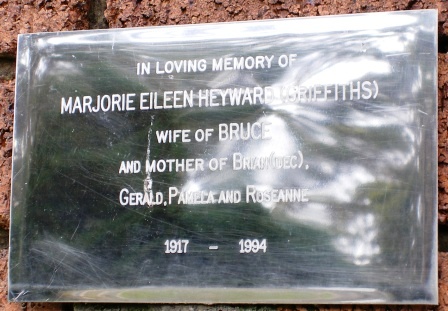 IN LOVING MEMORY OF
MARJORIE EILEEN HEYWARD (GRIFFITHS)
WIFE OF BRUCE
AND MOTHER OF BRIAN (DEC),
GERALD, PAMELA AND ROSEANNE
1917 - 1994